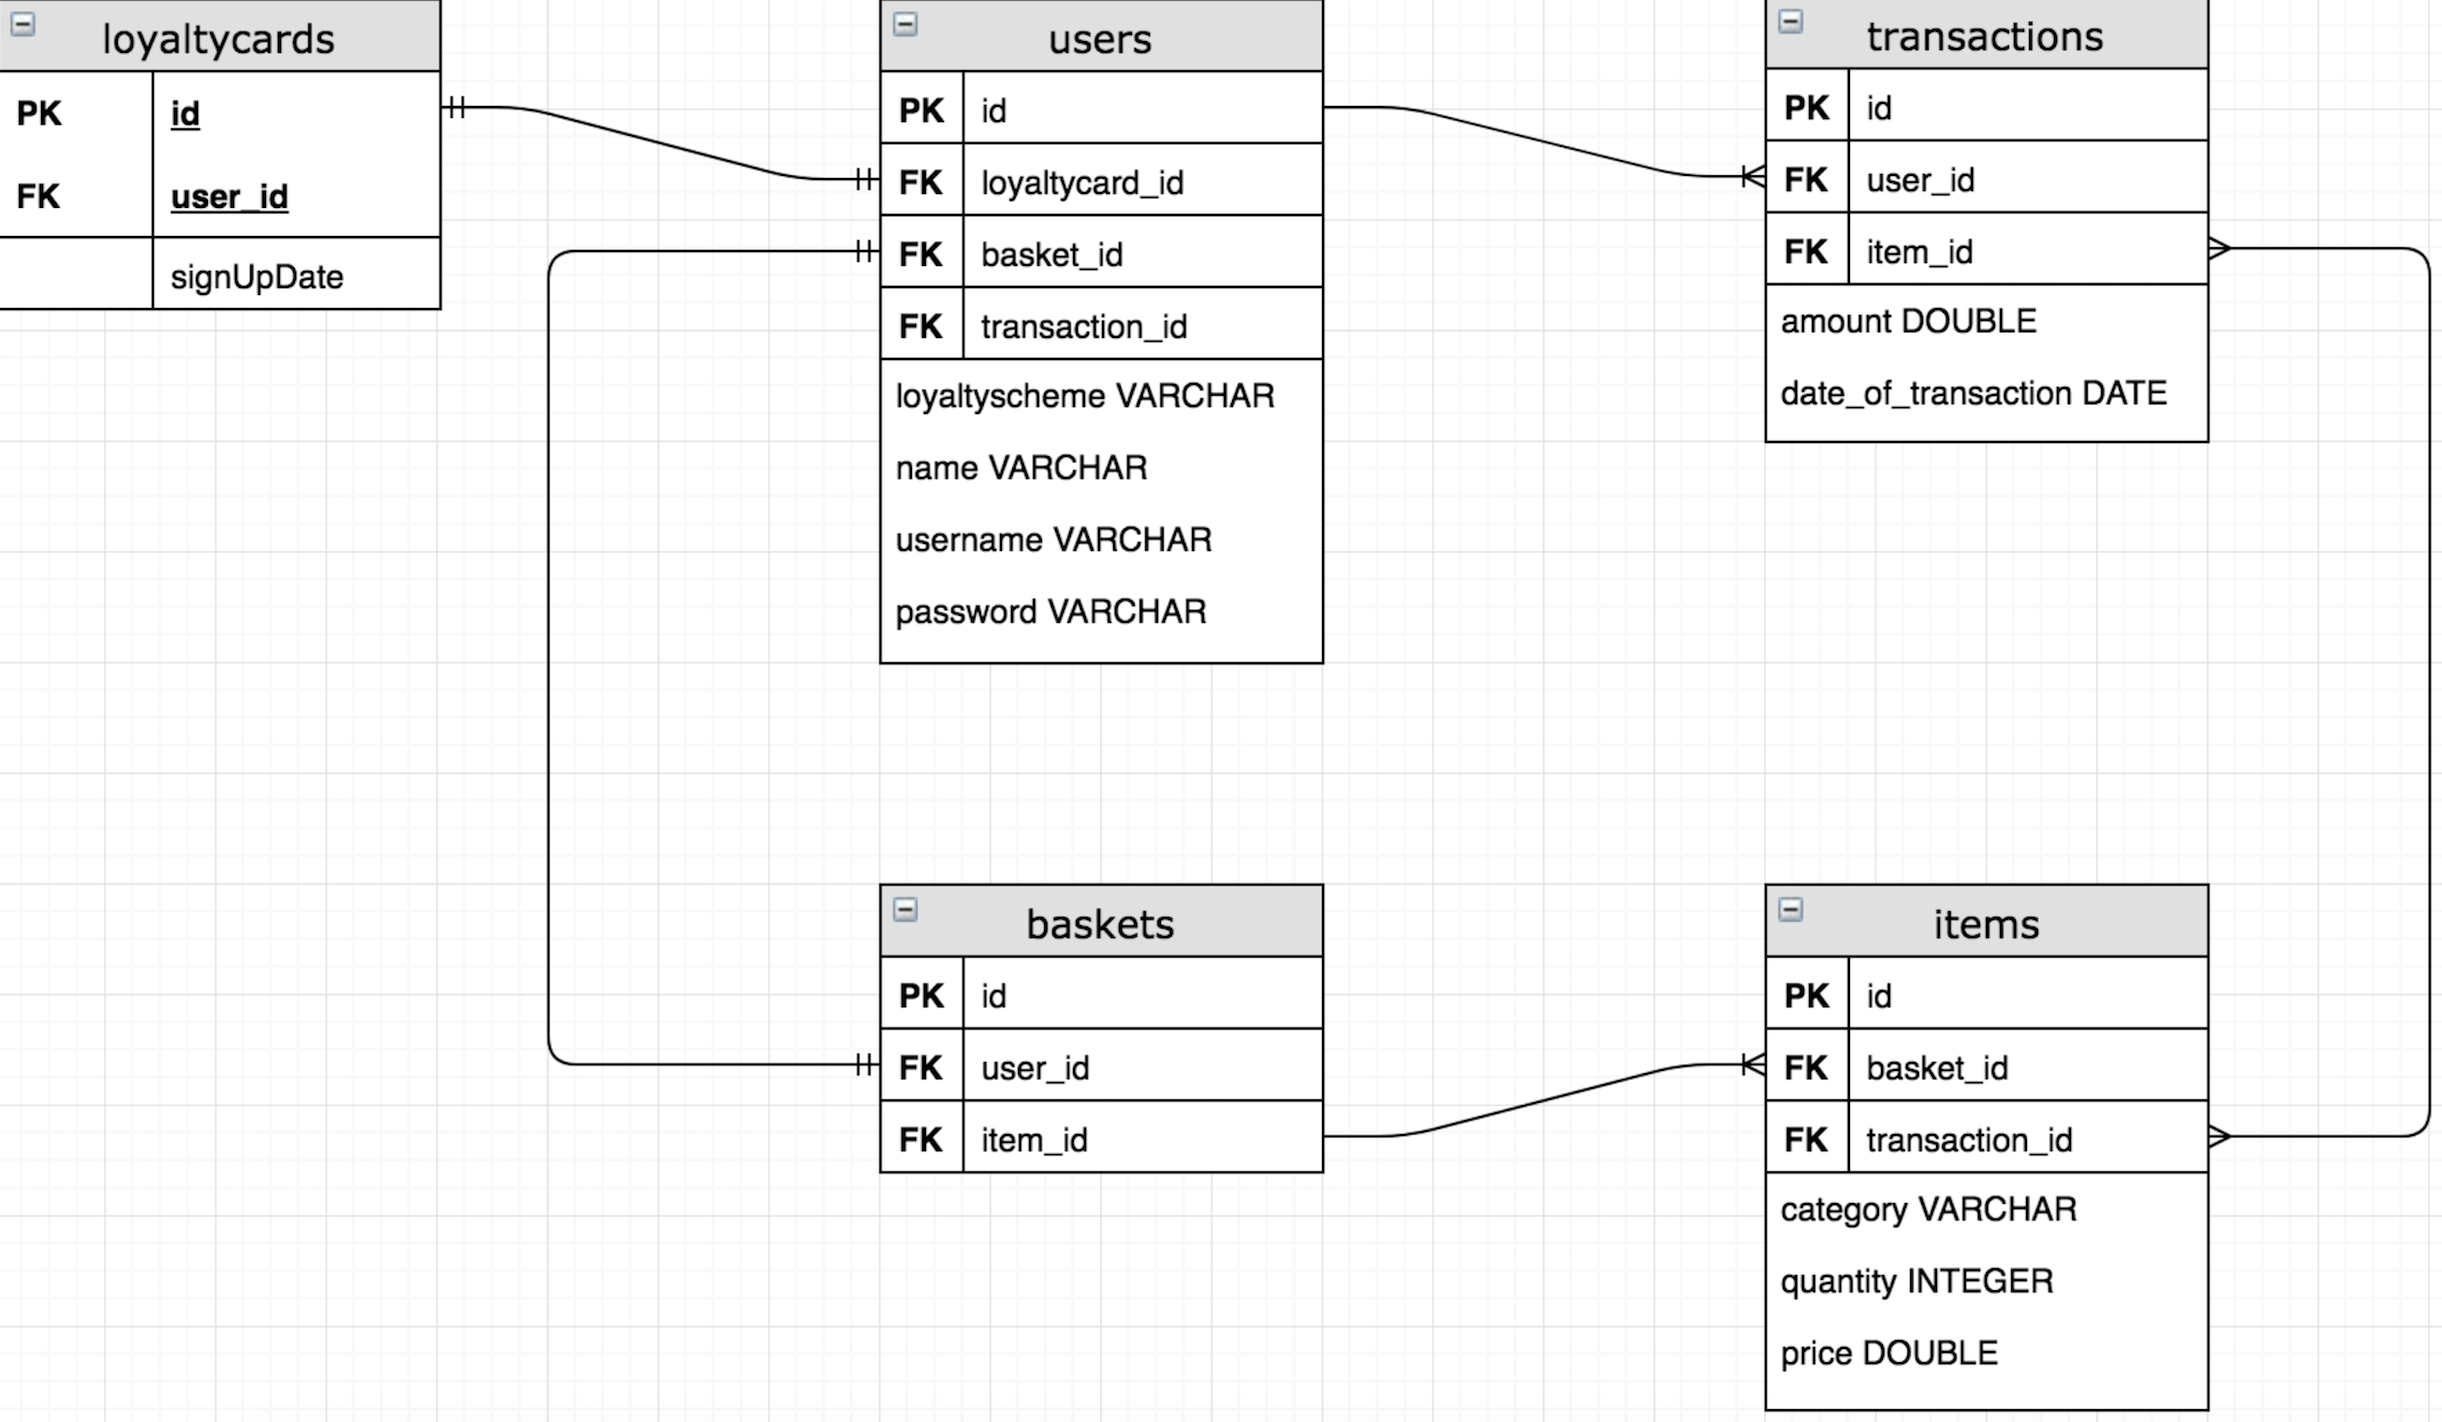 loyaltycards
PK id
FK user_id
signUpDate
users
PK id
FK loyaltycard_id
FK basket_id
FK transaction_id
loyaltyscheme VARCHAR
name VARCHAR
username VARCHAR
password VARCHAR
transactions
PK id
FK user_id
FK item_id
amount DOUBLE
date_of_transaction DATE
baskets
PK id
FK user_id
FK item_id
items
PK id
FK basket_id
FK transaction_id
category VARCHAR
quantity INTEGER
price DOUBLE